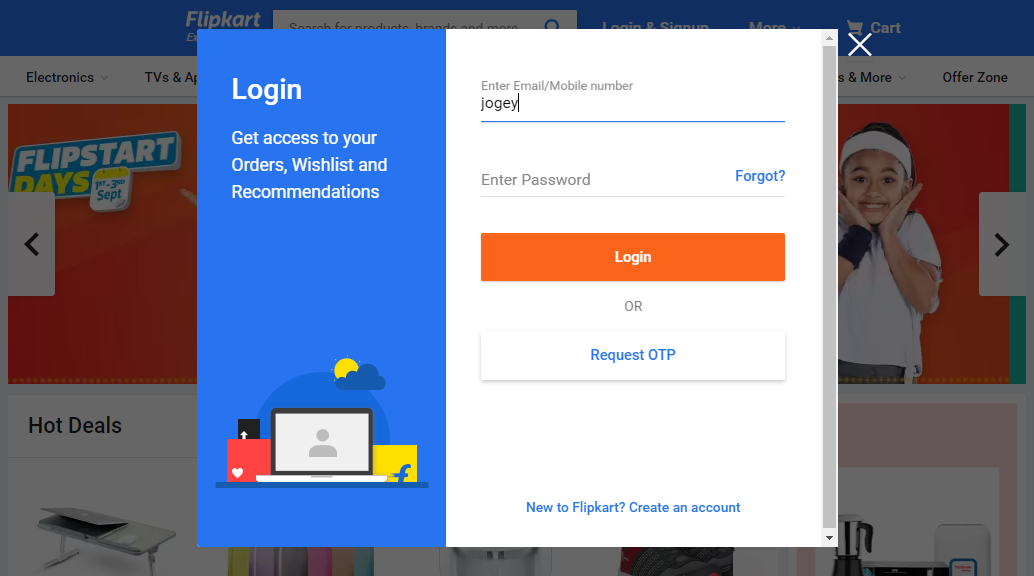 Flipkart
Search for products, brands and more
Login & Signup
More
Cart
Electronics
TVs &
& More
Offer Zone
Login
Get access to your
Orders, Wishlist and
Recommendations
Enter Email/Mobile number
jogey
Enter Password
Forgot?
Login
OR
Request OTP
New to Flipkart? Create an account
FLIPSTART
DAYS
1ST-3RD
Sept
Hot Deals